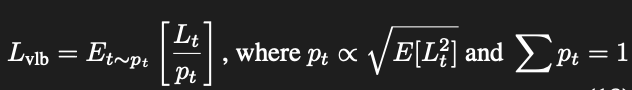 L_vlb = E_{t∼p_t} [ L_t / p_t ], where p_t ∝ √(E[L_t^2]) and ∑ p_t = 1